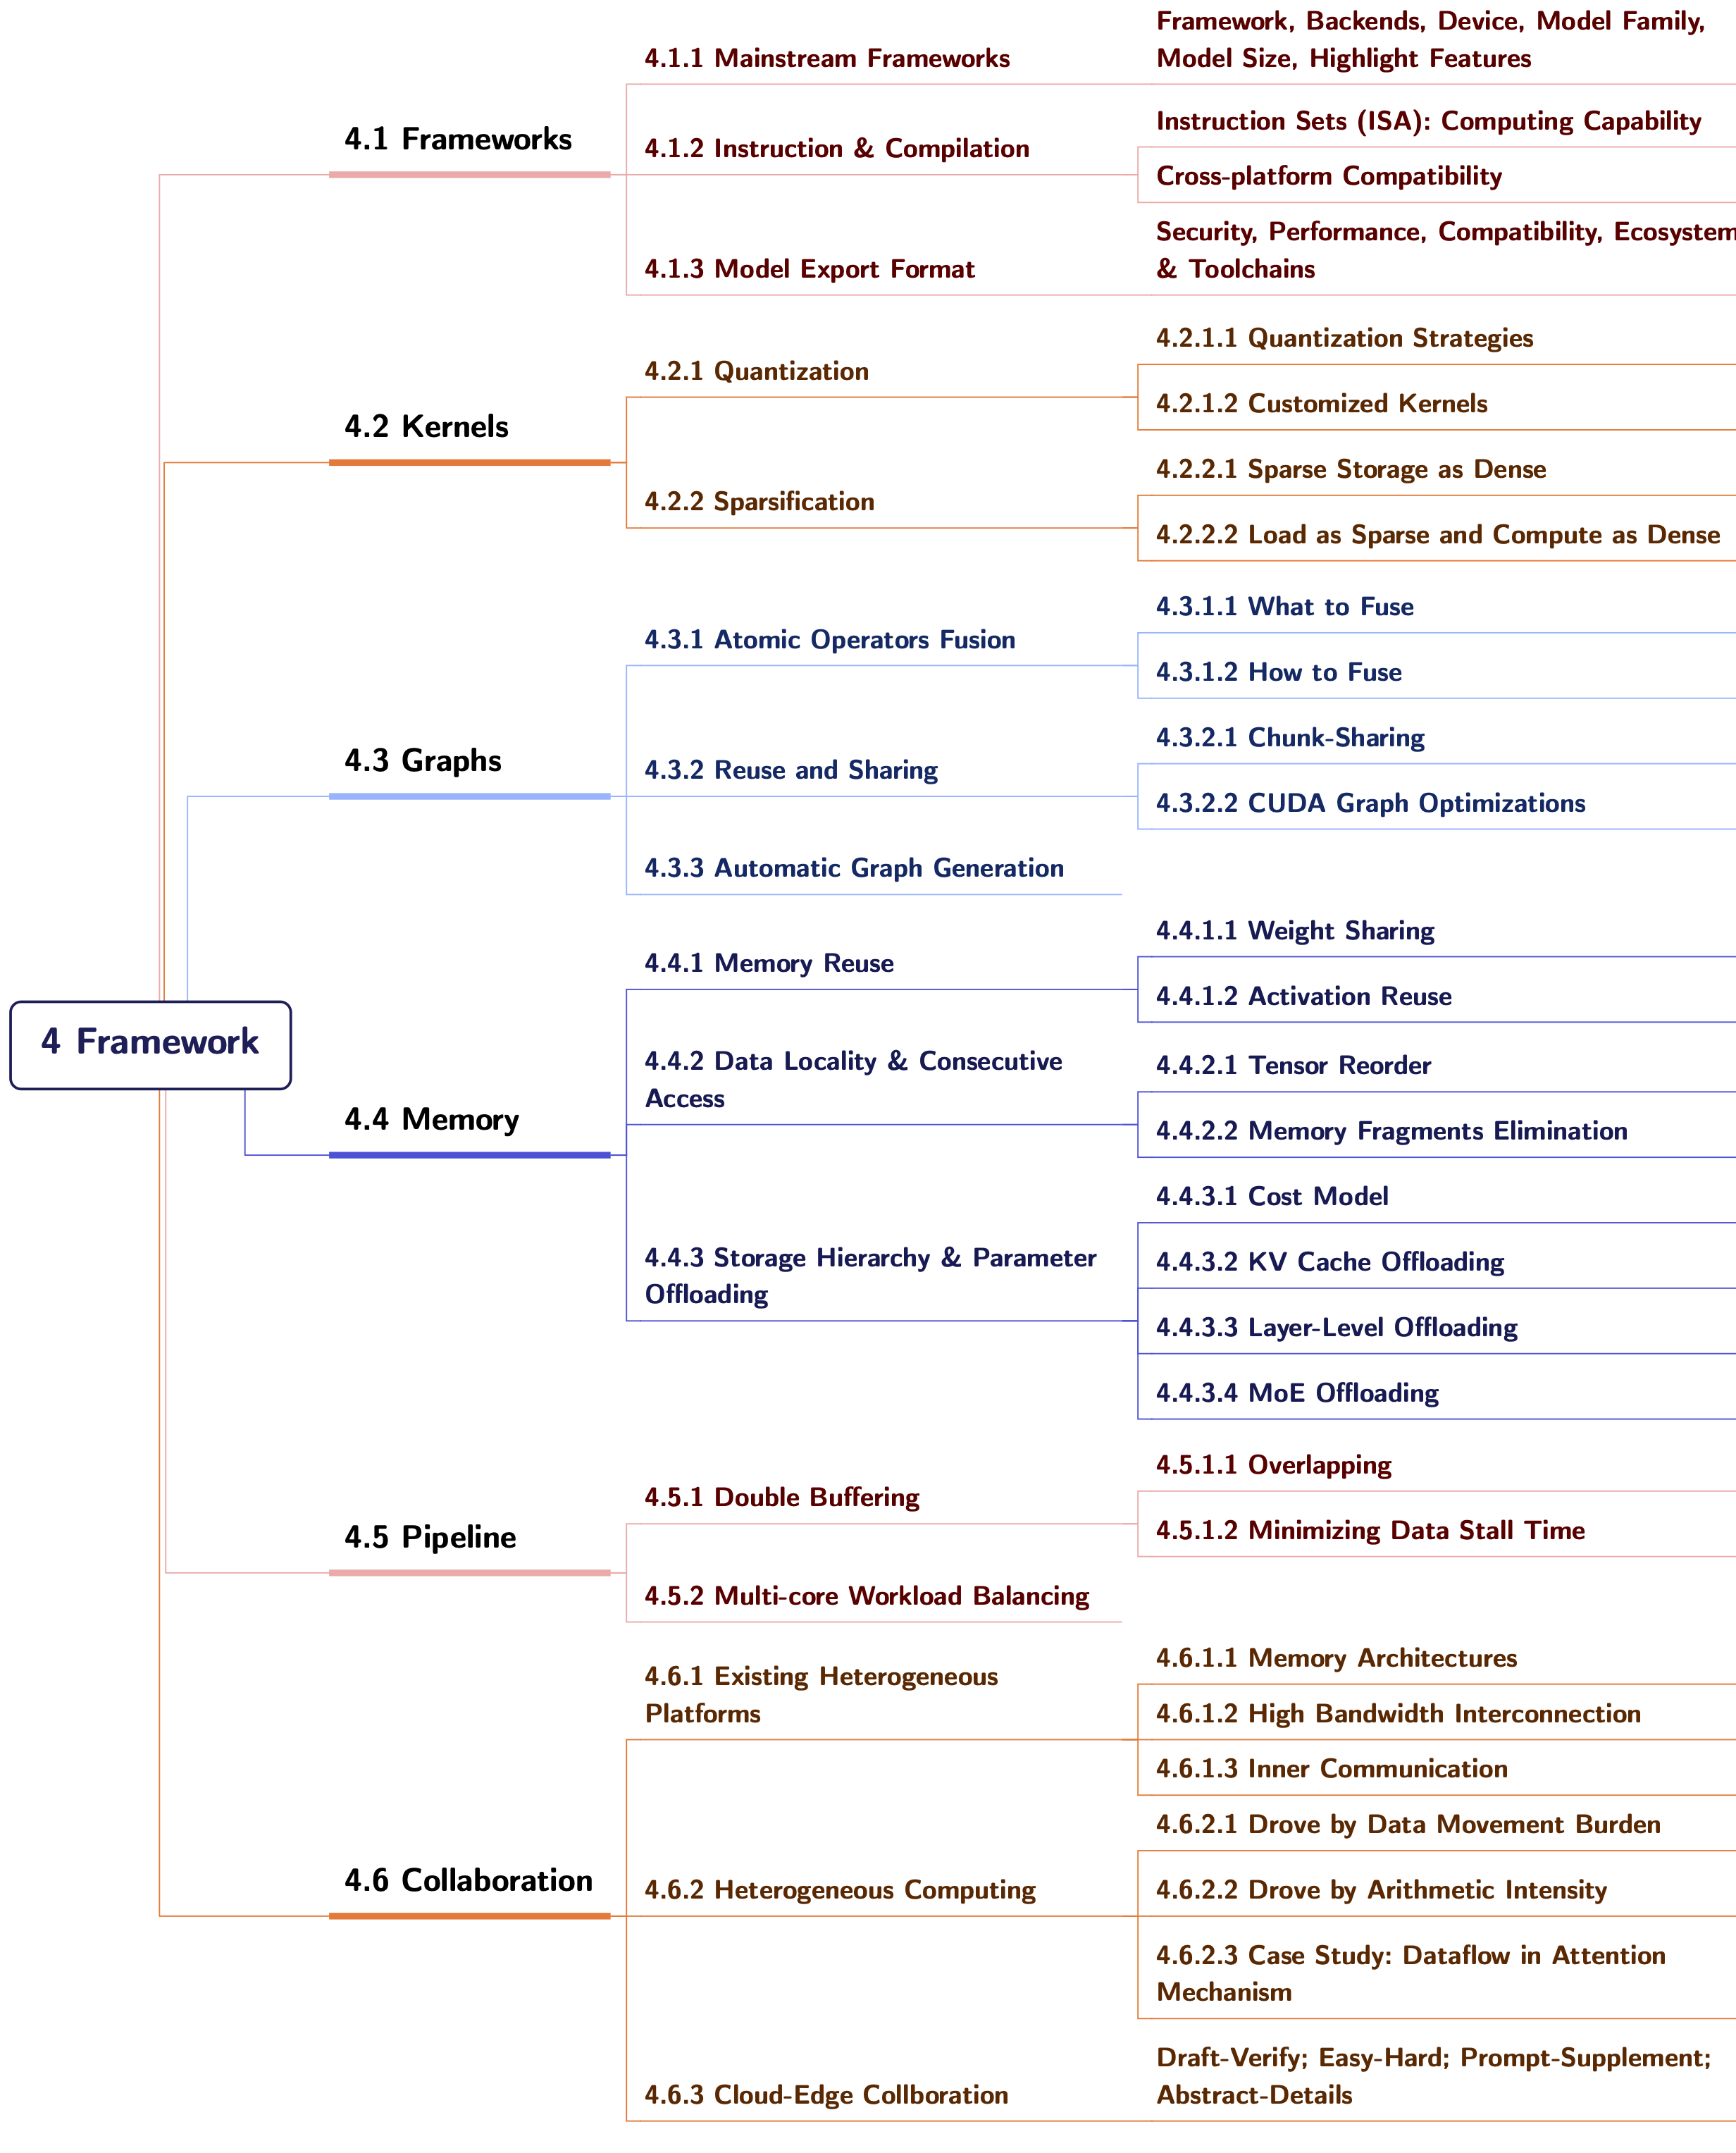 4 Framework
4.1 Frameworks
4.1.1 Mainstream Frameworks
Framework, Backends, Device, Model Family,
Model Size, Highlight Features
4.1.2 Instruction & Compilation
Instruction Sets (ISA): Computing Capability
Cross-platform Compatibility
4.1.3 Model Export Format
Security, Performance, Compatibility, Ecosystem
& Toolchains
4.2 Kernels
4.2.1 Quantization
4.2.1.1 Quantization Strategies
4.2.1.2 Customized Kernels
4.2.2 Sparsification
4.2.2.1 Sparse Storage as Dense
4.2.2.2 Load as Sparse and Compute as Dense
4.3 Graphs
4.3.1 Atomic Operators Fusion
4.3.1.1 What to Fuse
4.3.1.2 How to Fuse
4.3.2 Reuse and Sharing
4.3.2.1 Chunk-Sharing
4.3.2.2 CUDA Graph Optimizations
4.3.3 Automatic Graph Generation
4.4 Memory
4.4.1 Memory Reuse
4.4.1.1 Weight Sharing
4.4.1.2 Activation Reuse
4.4.2 Data Locality & Consecutive
Access
4.4.2.1 Tensor Reorder
4.4.2.2 Memory Fragments Elimination
4.4.3 Storage Hierarchy & Parameter
Offloading
4.4.3.1 Cost Model
4.4.3.2 KV Cache Offloading
4.4.3.3 Layer-Level Offloading
4.4.3.4 MoE Offloading
4.5 Pipeline
4.5.1 Double Buffering
4.5.1.1 Overlapping
4.5.1.2 Minimizing Data Stall Time
4.5.2 Multi-core Workload Balancing
4.6 Collaboration
4.6.1 Existing Heterogeneous
Platforms
4.6.1.1 Memory Architectures
4.6.1.2 High Bandwidth Interconnection
4.6.1.3 Inner Communication
4.6.2 Heterogeneous Computing
4.6.2.1 Drove by Data Movement Burden
4.6.2.2 Drove by Arithmetic Intensity
4.6.2.3 Case Study: Dataflow in Attention
Mechanism
4.6.3 Cloud-Edge Collboration
Draft-Verify; Easy-Hard; Prompt-Supplement;
Abstract-Details